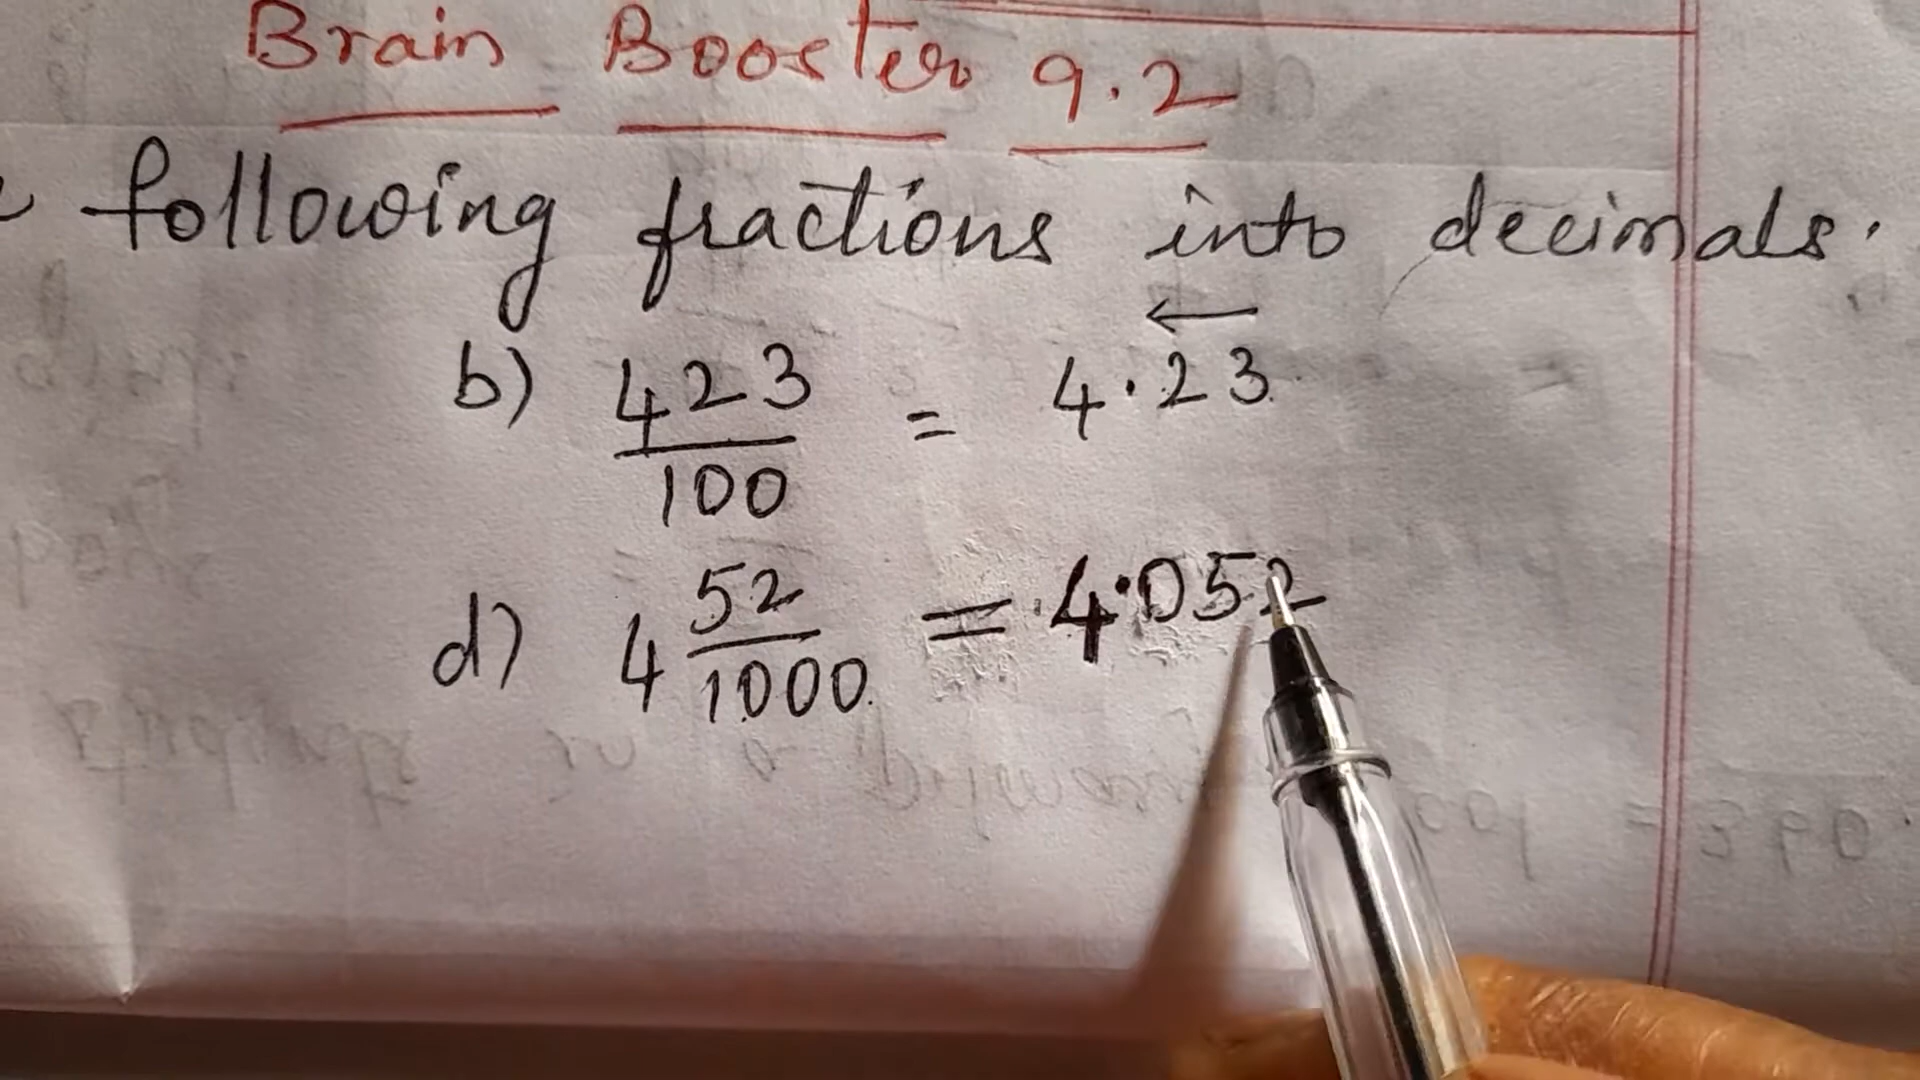 Brain Booster 9.2
following fractions into decimals.
←
b) 423/100 = 4.23
d) 4 52/1000 = 4.052